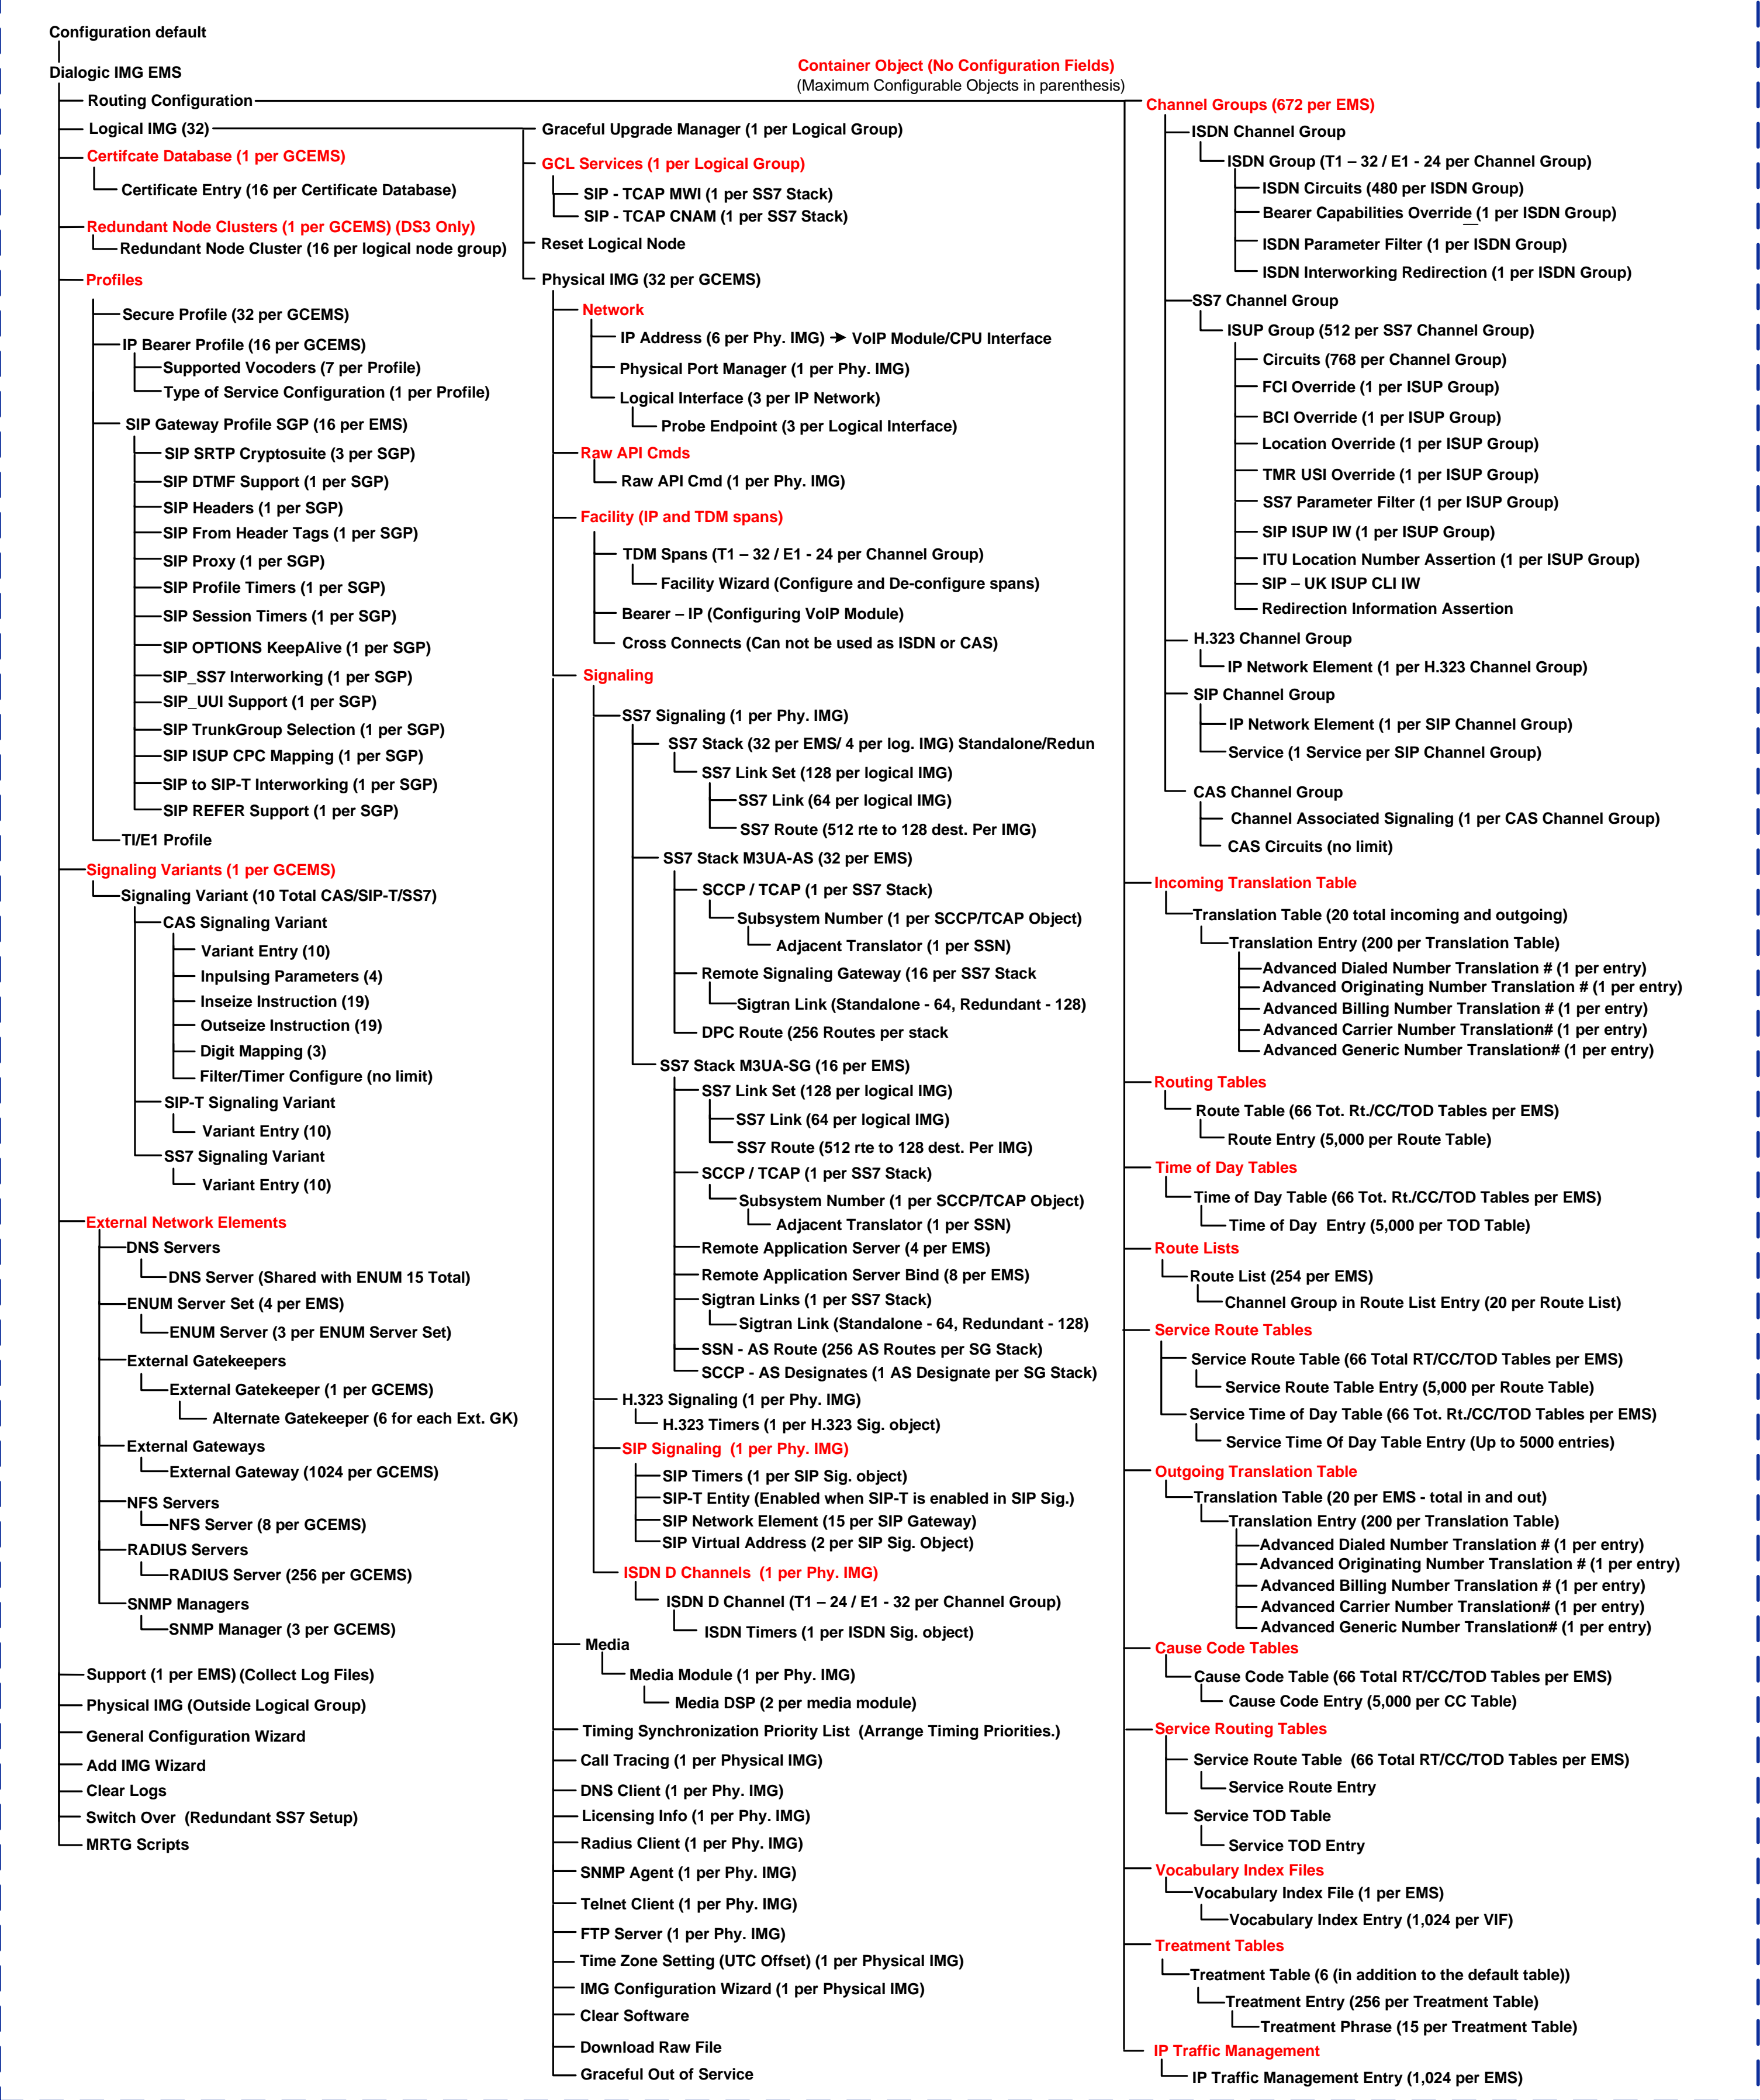 Configuration default
Dialogic IMG EMS
Container Object (No Configuration Fields)
(Maximum Configurable Objects in parenthesis)
Routing Configuration
Logical IMG (32)
Certifcate Database (1 per GCEMS)
Certificate Entry (16 per Certificate Database)
Redundant Node Clusters (1 per GCEMS) (DS3 Only)
Redundant Node Cluster (16 per logical node group)
Profiles
Secure Profile (32 per GCEMS)
IP Bearer Profile (16 per GCEMS)
Supported Vocoders (7 per Profile)
Type of Service Configuration (1 per Profile)
SIP Gateway Profile SGP (16 per EMS)
SIP SRTP Cryptosuite (3 per SGP)
SIP DTMF Support (1 per SGP)
SIP Headers (1 per SGP)
SIP From Header Tags (1 per SGP)
SIP Proxy (1 per SGP)
SIP Profile Timers (1 per SGP)
SIP Session Timers (1 per SGP)
SIP OPTIONS KeepAlive (1 per SGP)
SIP_SS7 Interworking (1 per SGP)
SIP_UUI Support (1 per SGP)
SIP TrunkGroup Selection (1 per SGP)
SIP ISUP CPC Mapping (1 per SGP)
SIP to SIP-T Interworking (1 per SGP)
SIP REFER Support (1 per SGP)
TI/E1 Profile
Signaling Variants (1 per GCEMS)
Signaling Variant (10 Total CAS/SIP-T/SS7)
CAS Signaling Variant
Variant Entry (10)
Inpulsing Parameters (4)
Inseize Instruction (19)
Outseize Instruction (19)
Digit Mapping (3)
Filter/Timer Configure (no limit)
SIP-T Signaling Variant
Variant Entry (10)
SS7 Signaling Variant
Variant Entry (10)
External Network Elements
DNS Servers
DNS Server (Shared with ENUM 15 Total)
ENUM Server Set (4 per EMS)
ENUM Server (3 per ENUM Server Set)
External Gatekeepers
External Gatekeeper (1 per GCEMS)
Alternate Gatekeeper (6 for each Ext. GK)
External Gateways
External Gateway (1024 per GCEMS)
NFS Servers
NFS Server (8 per GCEMS)
RADIUS Servers
RADIUS Server (256 per GCEMS)
SNMP Managers
SNMP Manager (3 per GCEMS)
Support (1 per EMS) (Collect Log Files)
Physical IMG (Outside Logical Group)
General Configuration Wizard
Add IMG Wizard
Clear Logs
Switch Over (Redundant SS7 Setup)
MRTG Scripts
Graceful Upgrade Manager (1 per Logical Group)
GCL Services (1 per Logical Group)
SIP - TCAP MWI (1 per SS7 Stack)
SIP - TCAP CNAM (1 per SS7 Stack)
Reset Logical Node
Physical IMG (32 per GCEMS)
Network
IP Address (6 per Phy. IMG) → VoIP Module/CPU Interface
Physical Port Manager (1 per Phy. IMG)
Logical Interface (3 per IP Network)
Probe Endpoint (3 per Logical Interface)
Raw API Cmds
Raw API Cmd (1 per Phy. IMG)
Facility (IP and TDM spans)
TDM Spans (T1 – 32 / E1 - 24 per Channel Group)
Facility Wizard (Configure and De-configure spans)
Bearer – IP (Configuring VoIP Module)
Cross Connects (Can not be used as ISDN or CAS)
Signaling
SS7 Signaling (1 per Phy. IMG)
SS7 Stack (32 per EMS/ 4 per log. IMG) Standalone/Redun
SS7 Link Set (128 per logical IMG)
SS7 Link (64 per logical IMG)
SS7 Route (512 rte to 128 dest. Per IMG)
SS7 Stack M3UA-AS (32 per EMS)
SCCP / TCAP (1 per SS7 Stack)
Subsystem Number (1 per SCCP/TCAP Object)
Adjacent Translator (1 per SSN)
Remote Signaling Gateway (16 per SS7 Stack
Sigtran Link (Standalone - 64, Redundant - 128)
DPC Route (256 Routes per stack
SS7 Stack M3UA-SG (16 per EMS)
SS7 Link Set (128 per logical IMG)
SS7 Link (64 per logical IMG)
SS7 Route (512 rte to 128 dest. Per IMG)
SCCP / TCAP (1 per SS7 Stack)
Subsystem Number (1 per SCCP/TCAP Object)
Adjacent Translator (1 per SSN)
Remote Application Server (4 per EMS)
Remote Application Server Bind (8 per EMS)
Sigtran Links (1 per SS7 Stack)
Sigtran Link (Standalone - 64, Redundant - 128)
SSN - AS Route (256 AS Routes per SG Stack)
SCCP - AS Designates (1 AS Designate per SG Stack)
H.323 Signaling (1 per Phy. IMG)
H.323 Timers (1 per H.323 Sig. object)
SIP Signaling (1 per Phy. IMG)
SIP Timers (1 per SIP Sig. object)
SIP-T Entity (Enabled when SIP-T is enabled in SIP Sig.)
SIP Network Element (15 per SIP Gateway)
SIP Virtual Address (2 per SIP Sig. Object)
ISDN D Channels (1 per Phy. IMG)
ISDN D Channel (T1 – 24 / E1 - 32 per Channel Group)
ISDN Timers (1 per ISDN Sig. object)
Media
Media Module (1 per Phy. IMG)
Media DSP (2 per media module)
Timing Synchronization Priority List (Arrange Timing Priorities.)
Call Tracing (1 per Physical IMG)
DNS Client (1 per Phy. IMG)
Licensing Info (1 per Phy. IMG)
Radius Client (1 per Phy. IMG)
SNMP Agent (1 per Phy. IMG)
Telnet Client (1 per Phy. IMG)
FTP Server (1 per Phy. IMG)
Time Zone Setting (UTC Offset) (1 per Physical IMG)
IMG Configuration Wizard (1 per Physical IMG)
Clear Software
Download Raw File
Graceful Out of Service
Channel Groups (672 per EMS)
ISDN Channel Group
ISDN Group (T1 – 32 / E1 - 24 per Channel Group)
ISDN Circuits (480 per ISDN Group)
Bearer Capabilities Override (1 per ISDN Group)
ISDN Parameter Filter (1 per ISDN Group)
ISDN Interworking Redirection (1 per ISDN Group)
SS7 Channel Group
ISUP Group (512 per SS7 Channel Group)
Circuits (768 per Channel Group)
FCI Override (1 per ISUP Group)
BCI Override (1 per ISUP Group)
Location Override (1 per ISUP Group)
TMR USI Override (1 per ISUP Group)
SS7 Parameter Filter (1 per ISUP Group)
SIP ISUP IW (1 per ISUP Group)
ITU Location Number Assertion (1 per ISUP Group)
SIP – UK ISUP CLI IW
Redirection Information Assertion
H.323 Channel Group
IP Network Element (1 per H.323 Channel Group)
SIP Channel Group
IP Network Element (1 per SIP Channel Group)
Service (1 Service per SIP Channel Group)
CAS Channel Group
Channel Associated Signaling (1 per CAS Channel Group)
CAS Circuits (no limit)
Incoming Translation Table
Translation Table (20 total incoming and outgoing)
Translation Entry (200 per Translation Table)
Advanced Dialed Number Translation # (1 per entry)
Advanced Originating Number Translation # (1 per entry)
Advanced Billing Number Translation # (1 per entry)
Advanced Carrier Number Translation# (1 per entry)
Advanced Generic Number Translation# (1 per entry)
Routing Tables
Route Table (66 Tot. Rt./CC/TOD Tables per EMS)
Route Entry (5,000 per Route Table)
Time of Day Tables
Time of Day Table (66 Tot. Rt./CC/TOD Tables per EMS)
Time of Day Entry (5,000 per TOD Table)
Route Lists
Route List (254 per EMS)
Channel Group in Route List Entry (20 per Route List)
Service Route Tables
Service Route Table (66 Total RT/CC/TOD Tables per EMS)
Service Route Table Entry (5,000 per Route Table)
Service Time of Day Table (66 Tot. Rt./CC/TOD Tables per EMS)
Service Time Of Day Table Entry (Up to 5000 entries)
Outgoing Translation Table
Translation Table (20 per EMS - total in and out)
Translation Entry (200 per Translation Table)
Advanced Dialed Number Translation # (1 per entry)
Advanced Originating Number Translation # (1 per entry)
Advanced Billing Number Translation # (1 per entry)
Advanced Carrier Number Translation# (1 per entry)
Advanced Generic Number Translation# (1 per entry)
Cause Code Tables
Cause Code Table (66 Total RT/CC/TOD Tables per EMS)
Cause Code Entry (5,000 per CC Table)
Service Routing Tables
Service Route Table (66 Total RT/CC/TOD Tables per EMS)
Service Route Entry
Service TOD Table
Service TOD Entry
Vocabulary Index Files
Vocabulary Index File (1 per EMS)
Vocabulary Index Entry (1,024 per VIF)
Treatment Tables
Treatment Table (6 (in addition to the default table))
Treatment Entry (256 per Treatment Table)
Treatment Phrase (15 per Treatment Table)
IP Traffic Management
IP Traffic Management Entry (1,024 per EMS)